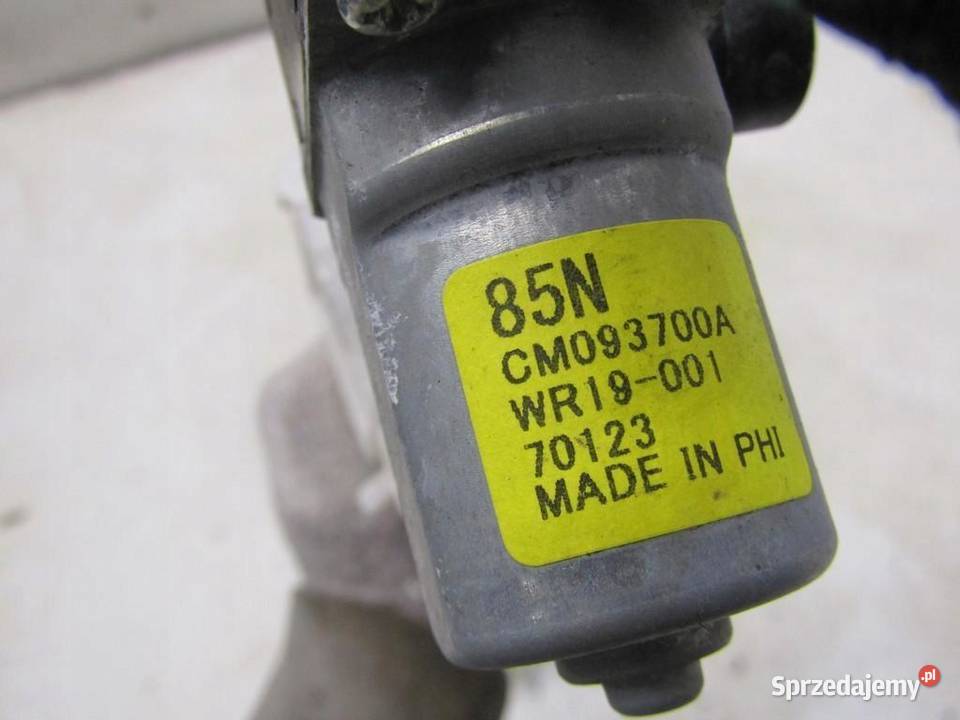 85N
CM093700A
WR19-001
70123
MADE IN PHI
Sprzedajemy.pl